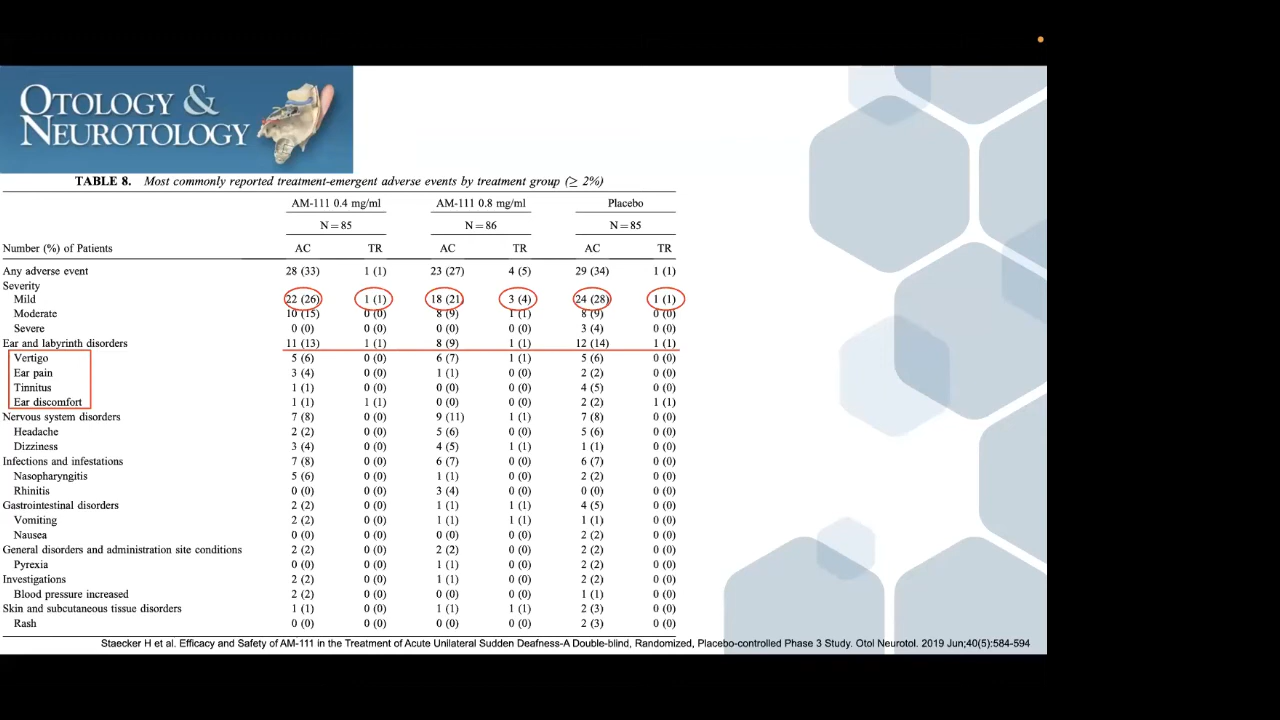 OTOLOGY &
NEUROTOLOGY
TABLE 8. Most commonly reported treatment-emergent adverse events by treatment group (≥ 2%)
AM-111 0.4 mg/ml AM-111 0.8 mg/ml Placebo
N = 85 N = 86 N = 85
Number (%) of Patients AC TR AC TR AC TR
Any adverse event 28 (33) 1 (1) 23 (27) 4 (5) 29 (34) 1 (1)
Severity
Mild 22 (26) 1 (1) 18 (21) 3 (4) 24 (28) 1 (1)
Moderate 10 (15) 0 (0) 8 (9) 1 (1) 8 (9) 0 (0)
Severe 0 (0) 0 (0) 0 (0) 0 (0) 3 (4) 0 (0)
Ear and labyrinth disorders 11 (13) 1 (1) 8 (9) 1 (1) 12 (14) 1 (1)
Vertigo 5 (6) 0 (0) 6 (7) 1 (1) 5 (6) 0 (0)
Ear pain 3 (4) 0 (0) 1 (1) 0 (0) 2 (2) 0 (0)
Tinnitus 1 (1) 0 (0) 0 (0) 0 (0) 4 (5) 0 (0)
Ear discomfort 1 (1) 1 (1) 0 (0) 0 (0) 2 (2) 1 (1)
Nervous system disorders 7 (8) 0 (0) 9 (11) 1 (1) 7 (8) 0 (0)
Headache 2 (2) 0 (0) 5 (6) 0 (0) 5 (6) 0 (0)
Dizziness 3 (4) 0 (0) 4 (5) 1 (1) 1 (1) 0 (0)
Infections and infestations 7 (8) 0 (0) 6 (7) 0 (0) 6 (7) 0 (0)
Nasopharyngitis 5 (6) 0 (0) 1 (1) 0 (0) 2 (2) 0 (0)
Rhinitis 0 (0) 0 (0) 3 (4) 0 (0) 0 (0) 0 (0)
Gastrointestinal disorders 2 (2) 0 (0) 1 (1) 1 (1) 4 (5) 0 (0)
Vomiting 2 (2) 0 (0) 1 (1) 1 (1) 1 (1) 0 (0)
Nausea 0 (0) 0 (0) 0 (0) 0 (0) 2 (2) 0 (0)
General disorders and administration site conditions 2 (2) 0 (0) 2 (2) 0 (0) 2 (2) 0 (0)
Pyrexia 0 (0) 0 (0) 1 (1) 0 (0) 2 (2) 0 (0)
Investigations 2 (2) 0 (0) 1 (1) 0 (0) 2 (2) 0 (0)
Blood pressure increased 2 (2) 0 (0) 0 (0) 0 (0) 1 (1) 0 (0)
Skin and subcutaneous tissue disorders 1 (1) 0 (0) 1 (1) 1 (1) 2 (3) 0 (0)
Rash 0 (0) 0 (0) 0 (0) 0 (0) 2 (3) 0 (0)
Staecker H et al. Efficacy and Safety of AM-111 in the Treatment of Acute Unilateral Sudden Deafness-A Double-blind, Randomized, Placebo-controlled Phase 3 Study. Otol Neurotol. 2019 Jun;40(5):584-594